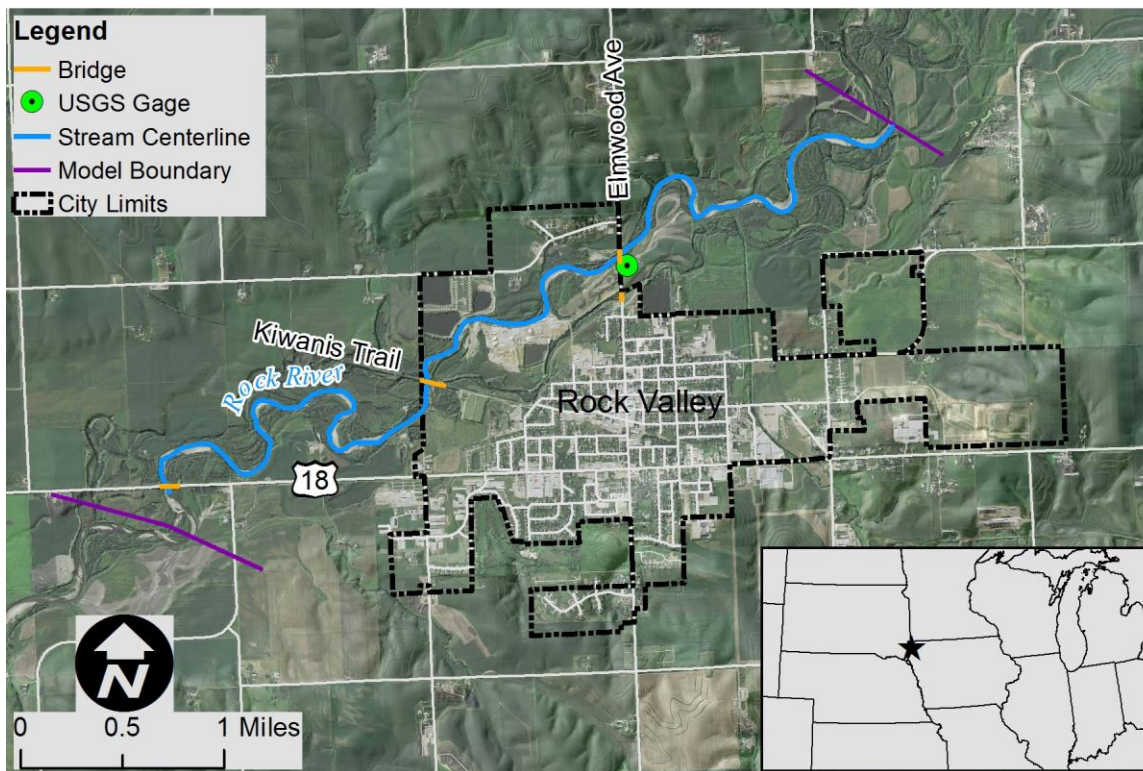 Legend
Bridge
USGS Gage
Stream Centerline
Model Boundary
City Limits
Elmwood Ave
Kiwanis Trail
Rock River
Rock Valley
18
N
0 0.5 1 Miles